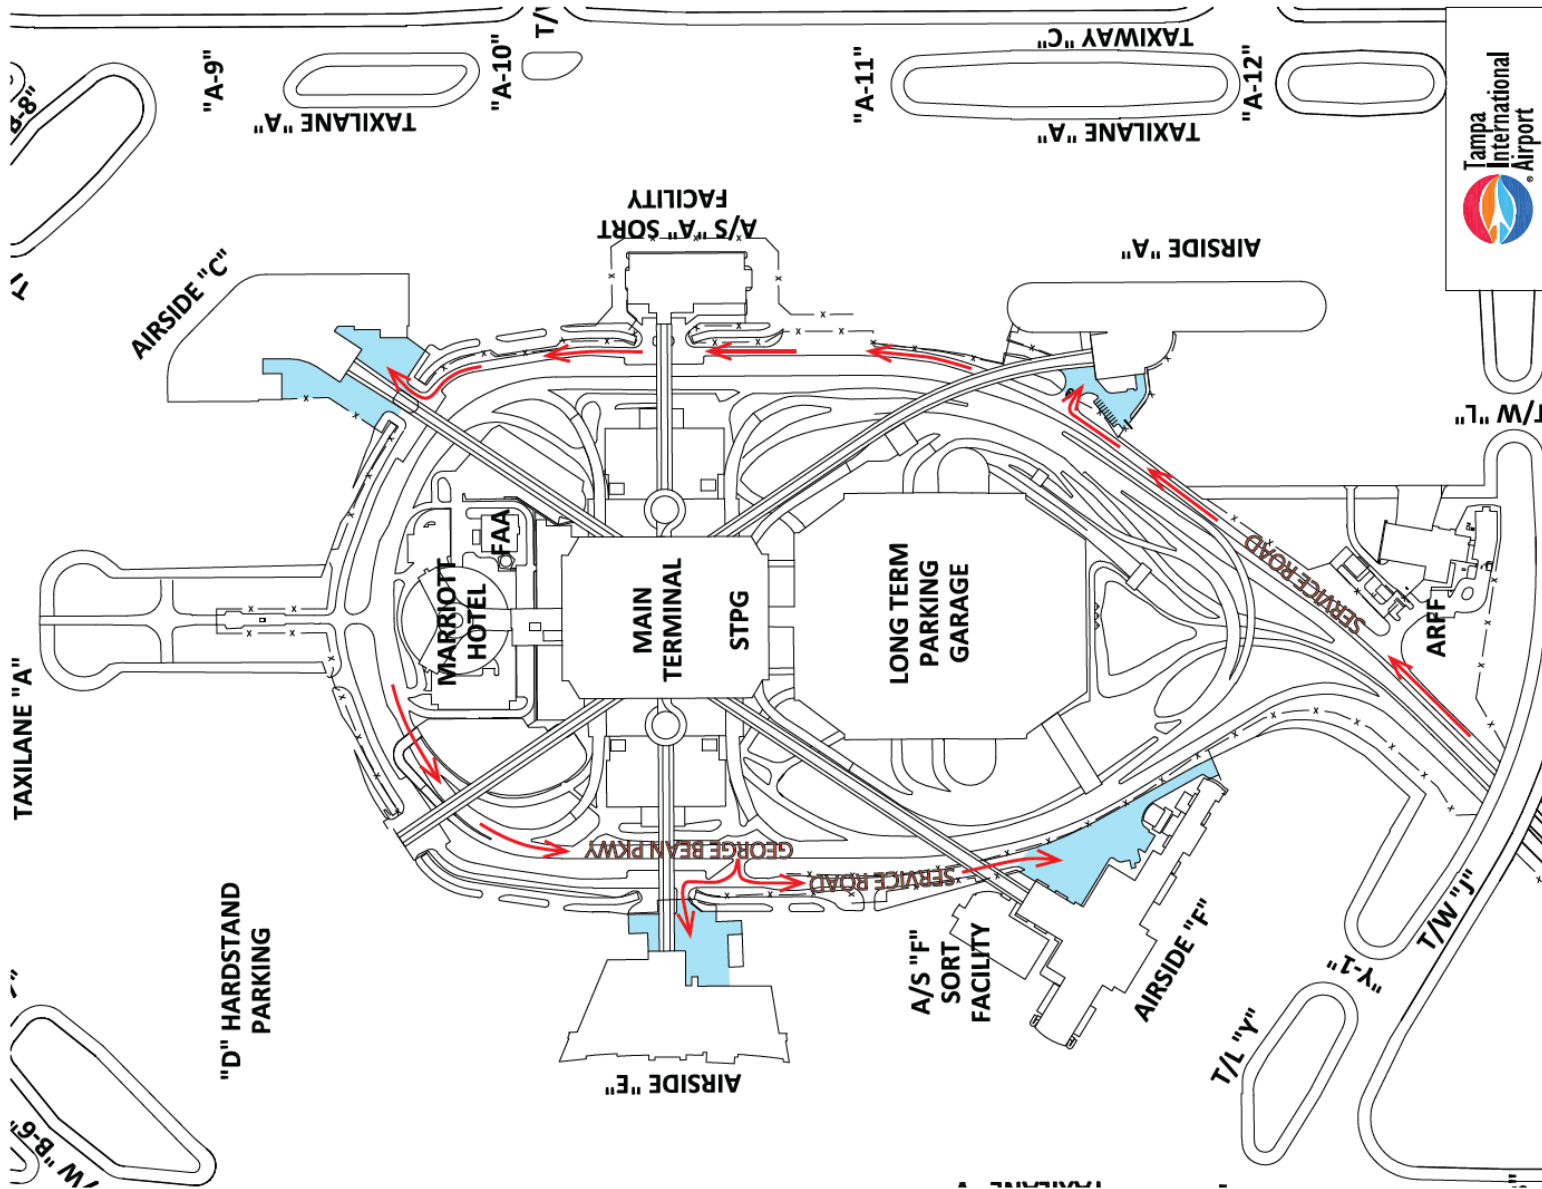 TAXIWAY "C"
"A-9"
"A-10"
"A-11"
"A-12"
TAXILANE "A"
TAXILANE "A"
Tampa
International
Airport
®
A/S "A" SORT
FACILITY
AIRSIDE "C"
AIRSIDE "A"
T/W "L"
FAA
MARRIOTT
HOTEL
MAIN
TERMINAL
STPG
LONG TERM
PARKING
GARAGE
SERVICE ROAD
ARFF
TAXILANE "A"
GEORGE BEAN PKWY
SERVICE ROAD
"D" HARDSTAND
PARKING
A/S "F"
SORT
FACILITY
AIRSIDE "F"
T/W "J"
"Y-1"
T/L "Y"
AIRSIDE "E"
/W "B-6"